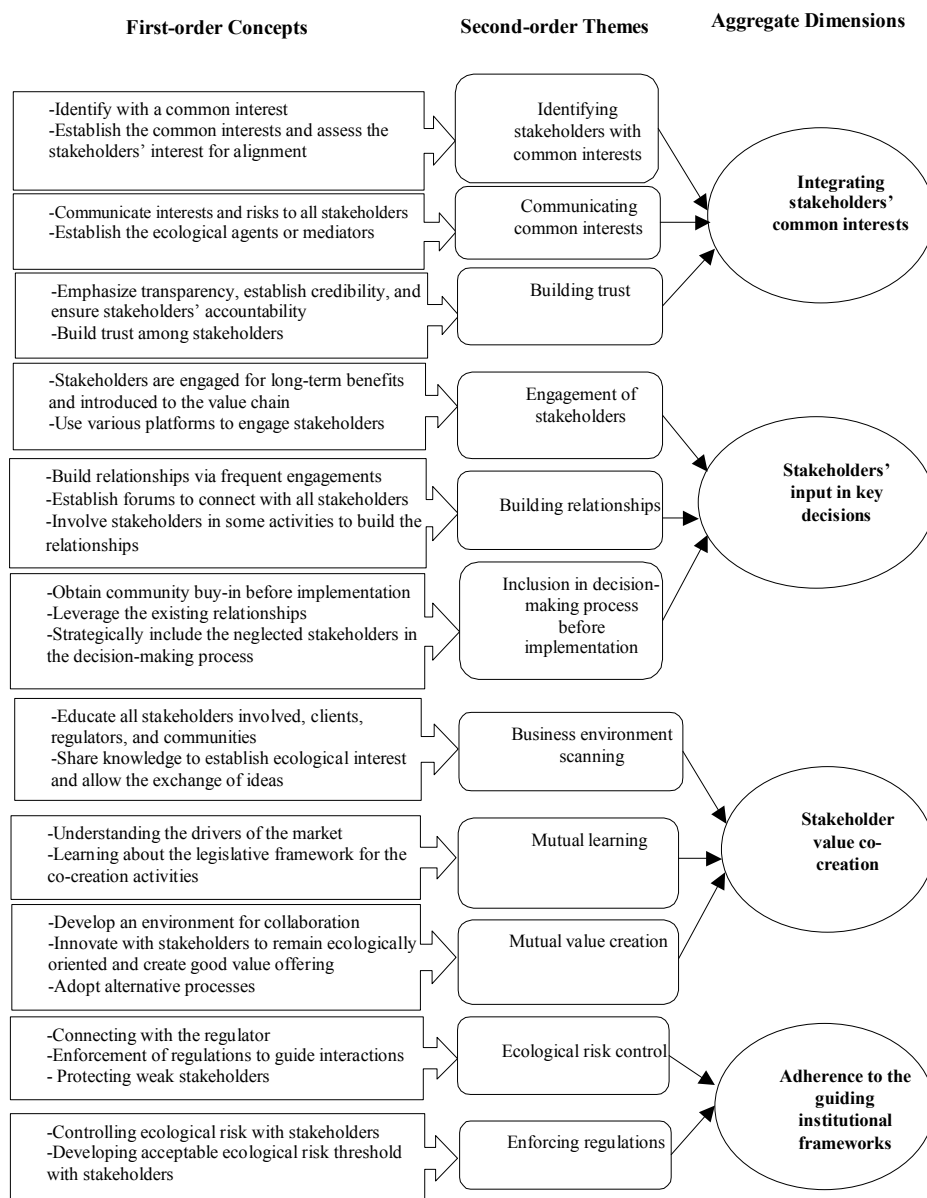 First-order Concepts
Second-order Themes
Aggregate Dimensions
-Identify with a common interest
-Establish the common interests and assess the
stakeholders’ interest for alignment
Identifying
stakeholders with
common interests
-Communicate interests and risks to all stakeholders
-Establish the ecological agents or mediators
Communicating
common interests
-Emphasize transparency, establish credibility, and
ensure stakeholders’ accountability
-Build trust among stakeholders
Building trust
Integrating
stakeholders’
common interests
-Stakeholders are engaged for long-term benefits
and introduced to the value chain
-Use various platforms to engage stakeholders
Engagement of
stakeholders
-Build relationships via frequent engagements
-Establish forums to connect with all stakeholders
-Involve stakeholders in some activities to build the
relationships
Building relationships
-Obtain community buy-in before implementation
-Leverage the existing relationships
-Strategically include the neglected stakeholders in
the decision-making process
Inclusion in decision-
making process
before
implementation
Stakeholders’
input in key
decisions
-Educate all stakeholders involved, clients,
regulators, and communities
-Share knowledge to establish ecological interest
and allow the exchange of ideas
Business environment
scanning
-Understanding the drivers of the market
-Learning about the legislative framework for the
co-creation activities
Mutual learning
-Develop an environment for collaboration
-Innovate with stakeholders to remain ecologically
oriented and create good value offering
-Adopt alternative processes
Mutual value creation
Stakeholder
value co-
creation
-Connecting with the regulator
-Enforcement of regulations to guide interactions
- Protecting weak stakeholders
Ecological risk control
-Controlling ecological risk with stakeholders
-Developing acceptable ecological risk threshold
with stakeholders
Enforcing regulations
Adherence to the
guiding
institutional
frameworks